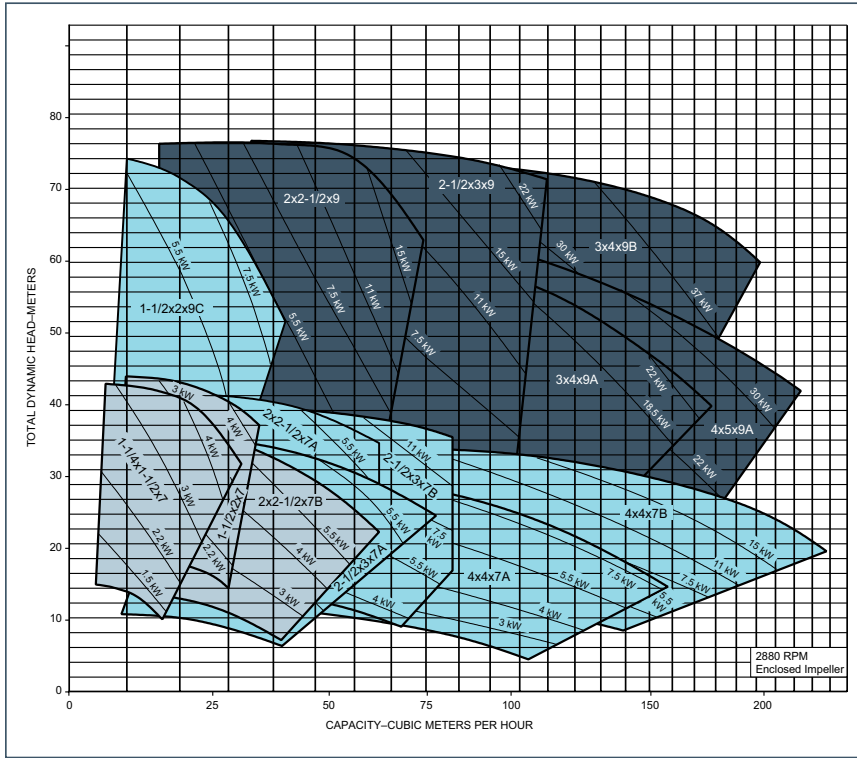 80
70
60
50
40
30
20
10
0
TOTAL DYNAMIC HEAD–METERS
0
25
50
75
100
150
200
CAPACITY–CUBIC METERS PER HOUR
2880 RPM
Enclosed Impeller
2x2-1/2x9
2-1/2x3x9
3x4x9B
1-1/2x2x9C
3x4x9A
4x5x9A
2x2-1/2x7A
2-1/2x3x7B
1-1/4x1-1/2x7
1-1/2x2x7
2x2-1/2x7B
2-1/2x3x7A
4x4x7A
4x4x7B
5.5 kW
7.5 kW
5.5 kW
7.5 kW
11 kW
15 kW
7.5 kW
11 kW
15 kW
22 kW
30 kW
37 kW
22 kW
18.5 kW
22 kW
30 kW
3 kW
4 kW
4 kW
3 kW
2.2 kW
2.2 kW
1.5 kW
5.5 kW
11 kW
5.5 kW
4 kW
3 kW
5.5 kW
7.5 kW
5.5 kW
4 kW
5.5 kW
7.5 kW
4 kW
3 kW
5.5 kW
7.5 kW
11 kW
15 kW